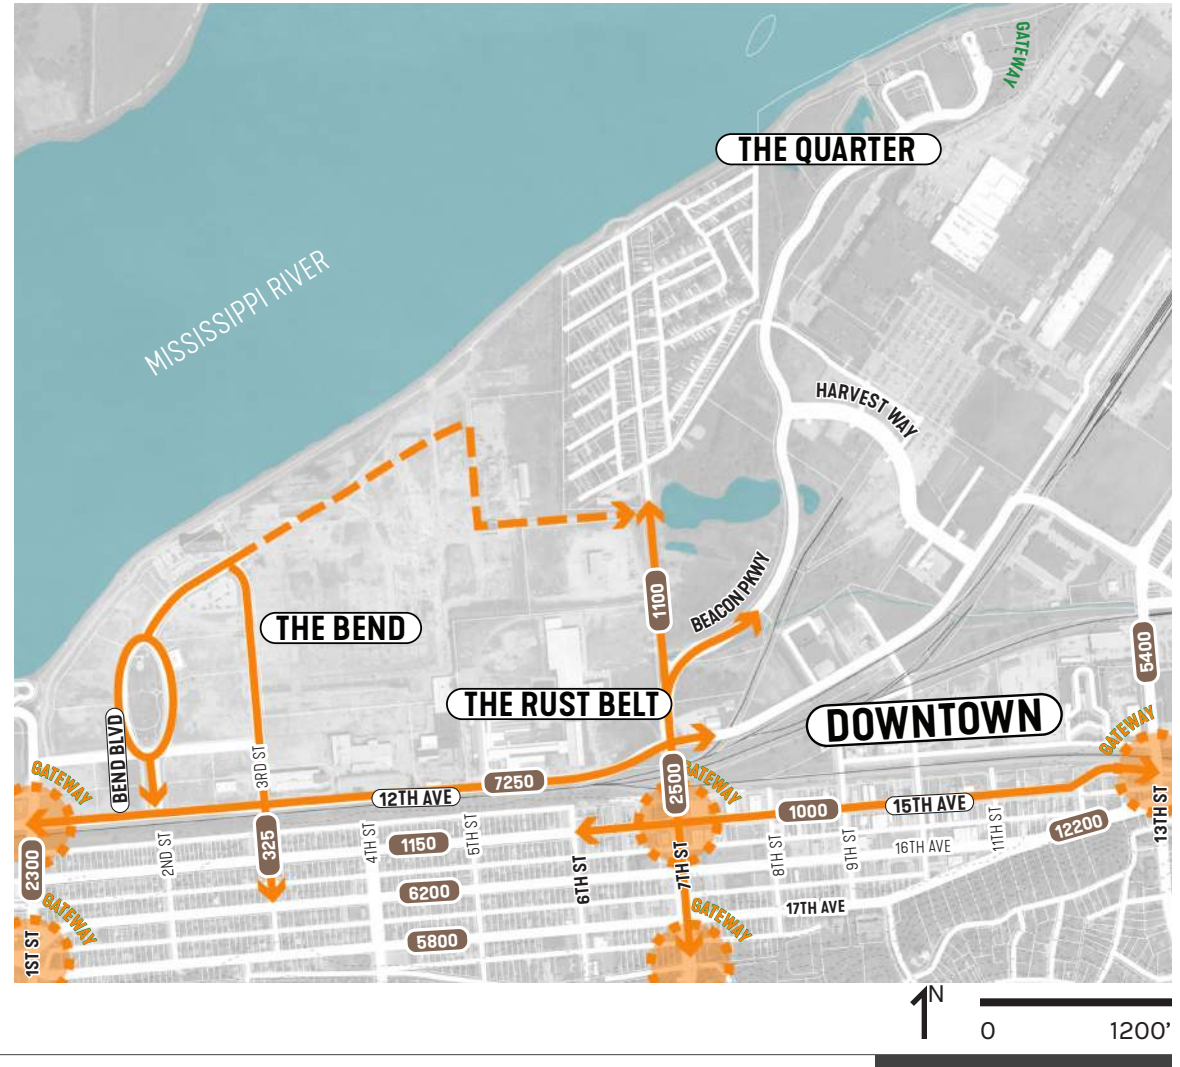 GATEWAY
THE QUARTER
MISSISSIPPI RIVER
HARVEST WAY
BEACON PKWY
1100
THE BEND
5400
THE RUST BELT
DOWNTOWN
BEND BLVD
3RD ST
GATEWAY
GATEWAY
GATEWAY
7250
2500
12TH AVE
1000
15TH AVE
13TH ST
2300
2ND ST
325
4TH ST
1150
5TH ST
6TH ST
7TH ST
8TH ST
9TH ST
16TH AVE
11TH ST
12200
6200
17TH AVE
GATEWAY
GATEWAY
1ST ST
5800
N
0 1200'